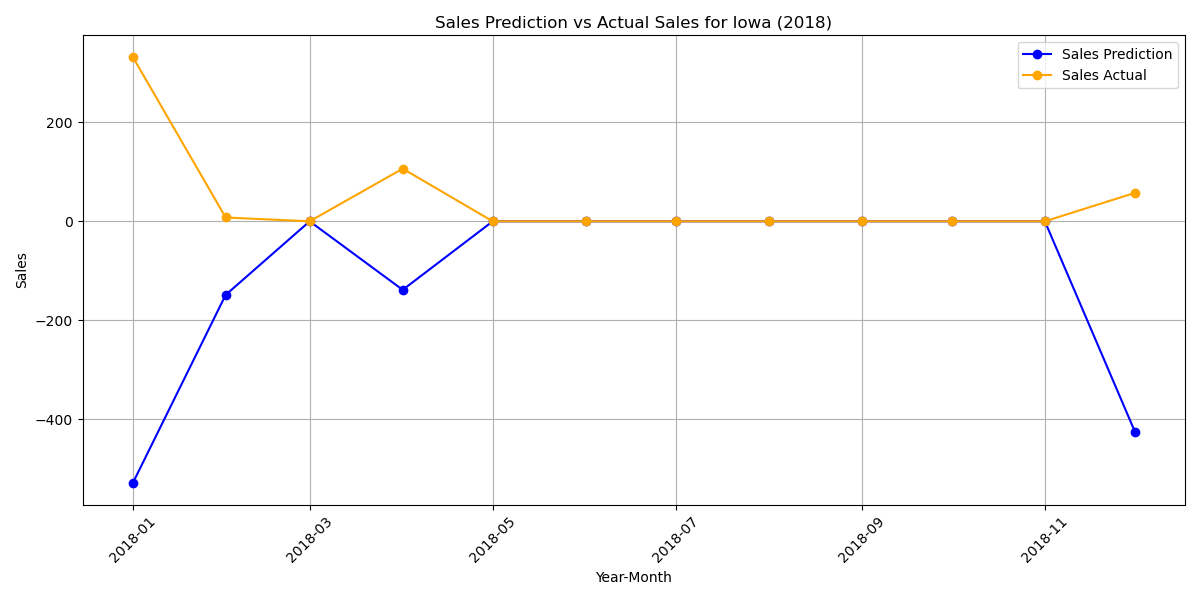 Sales Prediction vs Actual Sales for Iowa (2018)
Sales Prediction
Sales Actual
200
0
−200
−400
Sales
2018-01
2018-03
2018-05
2018-07
2018-09
2018-11
Year-Month